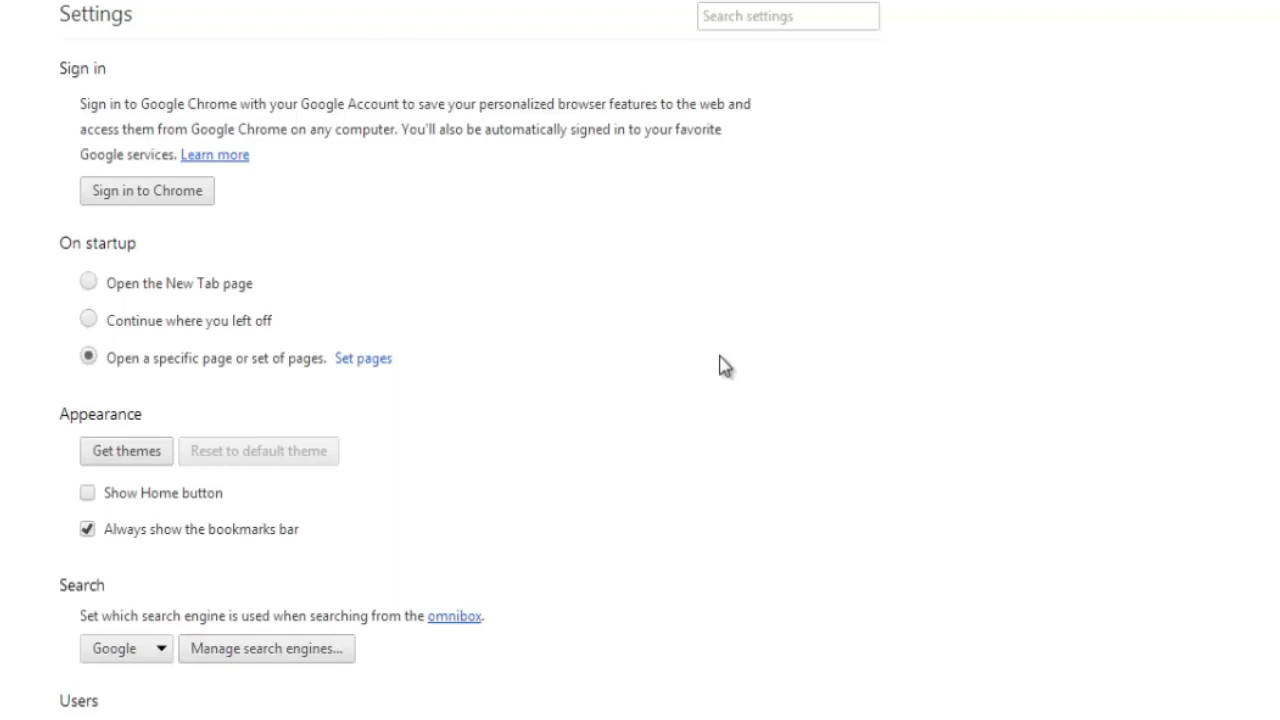 Settings
Search settings
Sign in
Sign in to Google Chrome with your Google Account to save your personalized browser features to the web and
access them from Google Chrome on any computer. You'll also be automatically signed in to your favorite
Google services. Learn more
Sign in to Chrome
On startup
Open the New Tab page
Continue where you left off
Open a specific page or set of pages. Set pages
Appearance
Get themes Reset to default theme
Show Home button
Always show the bookmarks bar
Search
Set which search engine is used when searching from the omnibox.
Google Manage search engines...
Users